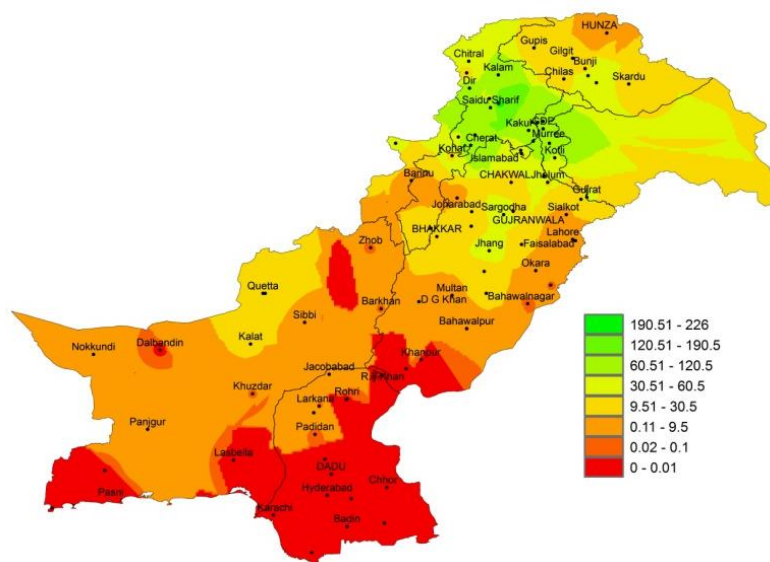 HUNZA
Gupis
Gilgit
Chitral
Bunji
Kalam
Chilas
Skardu
Dir
Saidu Sharif
Kakul
Murree
Cherat
Kohat
Islamabad
Kotli
Bannu
CHAKWAL
Jhelum
Gujrat
Joharabad
Sargodha
Sialkot
GUJRANWALA
BHAKKAR
Lahore
Zhob
Jhang
Faisalabad
Okara
Quetta
Multan
D G Khan
Bahawalnagar
Barkhan
Sibbi
Bahawalpur
Kalat
Nokkundi
Dalbandin
Khanpur
Jacobabad
R.Y.Khan
Khuzdar
Larkana
Rohri
Panjgur
Padidan
Lasbella
DADU
Pasni
Hyderabad
Chhor
Karachi
Badin
190.51 - 226
120.51 - 190.5
60.51 - 120.5
30.51 - 60.5
9.51 - 30.5
0.11 - 9.5
0.02 - 0.1
0 - 0.01